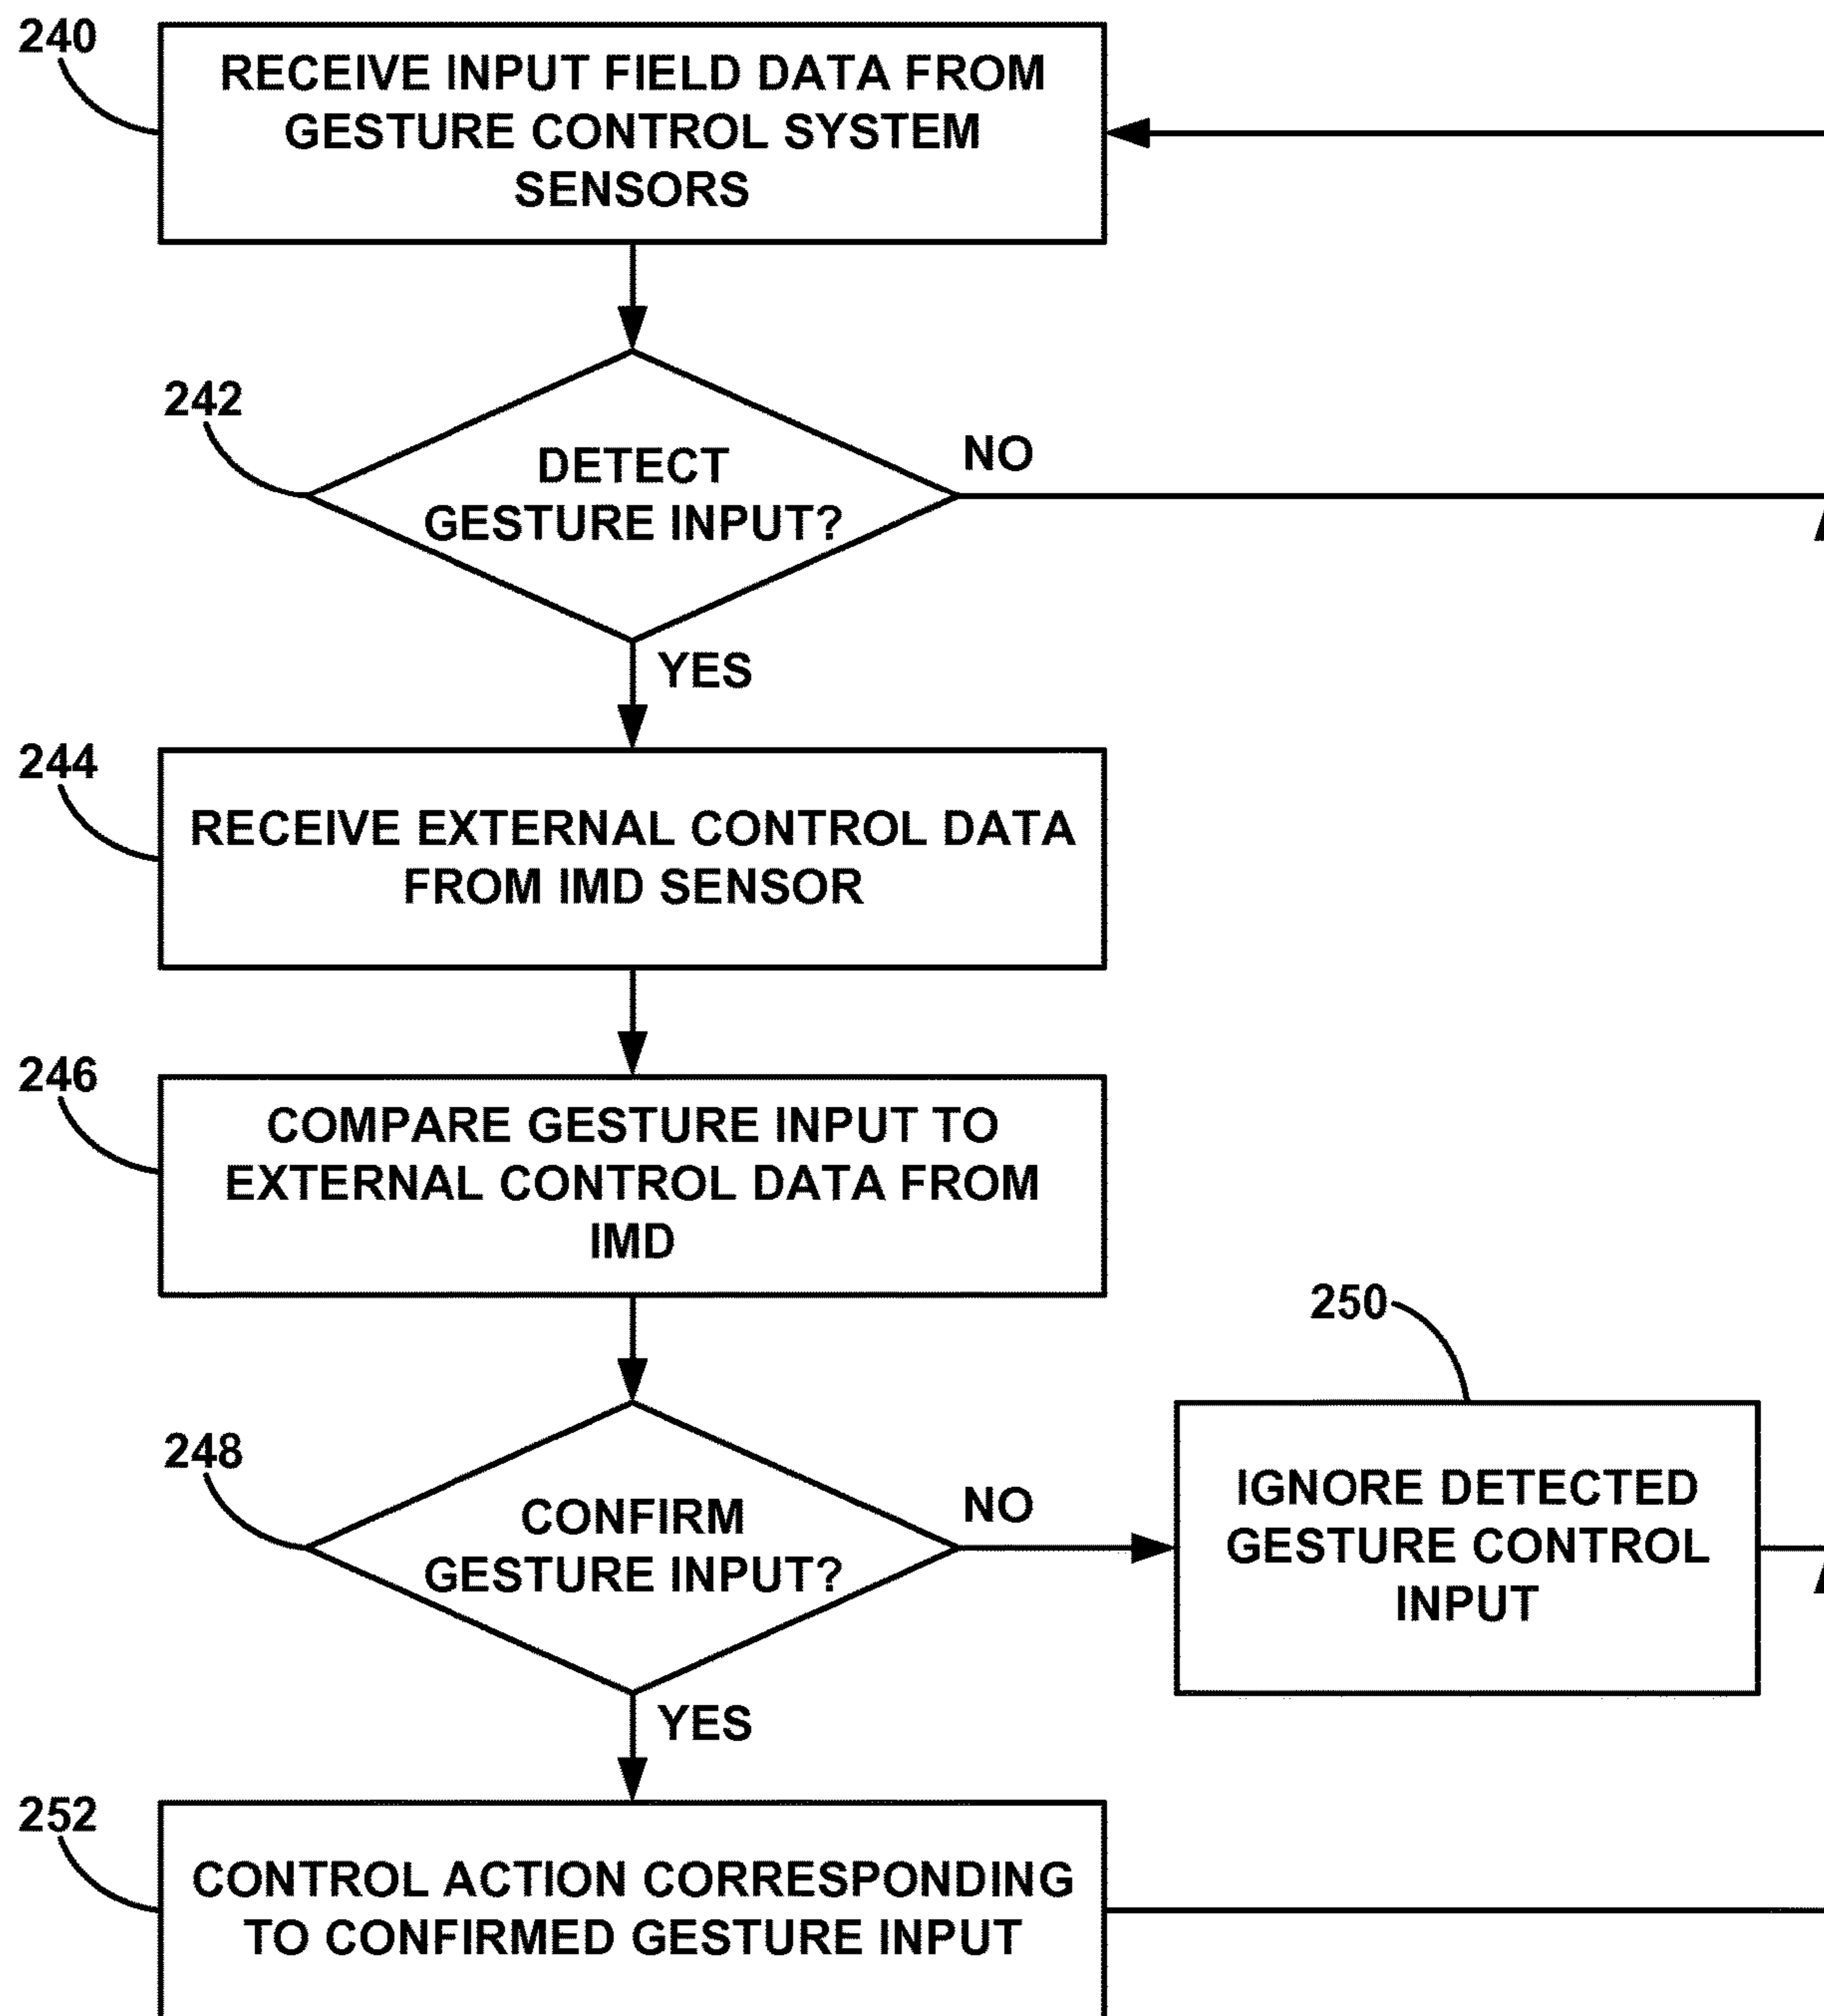 240
RECEIVE INPUT FIELD DATA FROM
GESTURE CONTROL SYSTEM
SENSORS
242
DETECT
GESTURE INPUT?
NO
YES
244
RECEIVE EXTERNAL CONTROL DATA
FROM IMD SENSOR
246
COMPARE GESTURE INPUT TO
EXTERNAL CONTROL DATA FROM
IMD
248
CONFIRM
GESTURE INPUT?
NO
250
IGNORE DETECTED
GESTURE CONTROL
INPUT
YES
252
CONTROL ACTION CORRESPONDING
TO CONFIRMED GESTURE INPUT